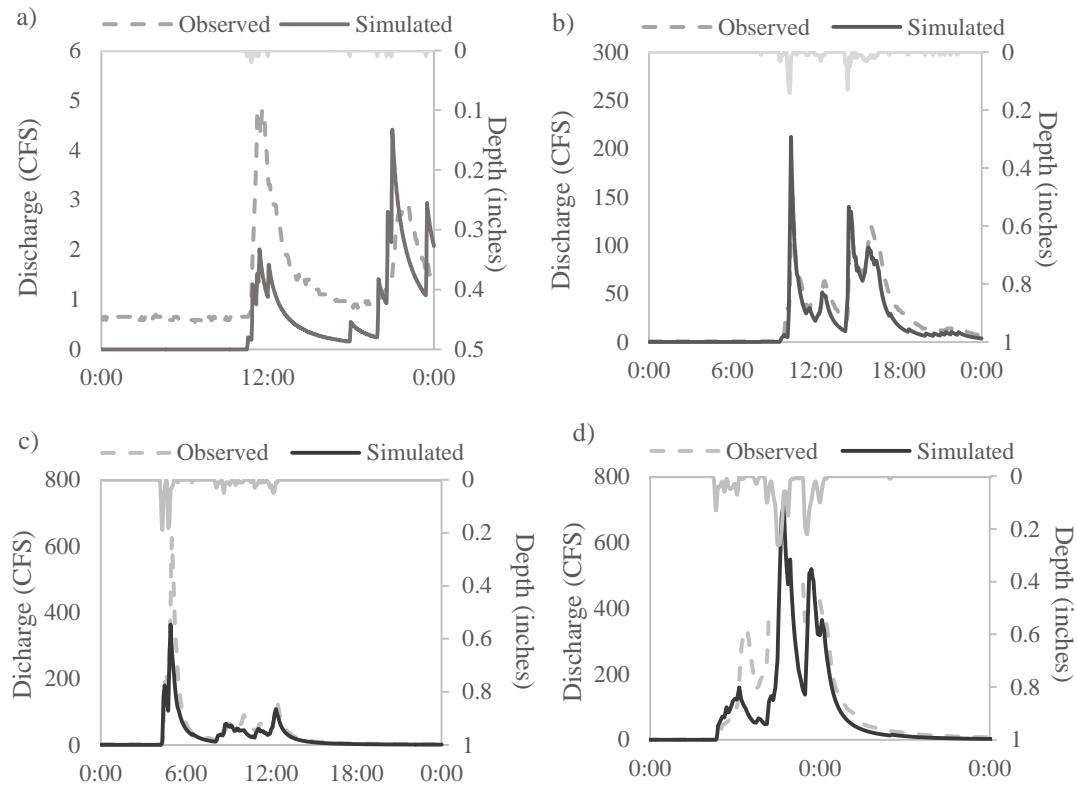 a)
Observed Simulated
6
5
4
3
2
1
0
Discharge (CFS)
0
0.1
0.2
0.3
0.4
0.5
Depth (inches)
0:00 12:00 0:00
b)
Observed Simulated
300
250
200
150
100
50
0
Discharge (CFS)
0
0.2
0.4
0.6
0.8
1
Depth (inches)
0:00 6:00 12:00 18:00 0:00
c)
Observed Simulated
800
600
400
200
0
Dicharge (CFS)
0
0.2
0.4
0.6
0.8
1
Depth (inches)
0:00 6:00 12:00 18:00 0:00
d)
Observed Simulated
800
600
400
200
0
Discharge (CFS)
0
0.2
0.4
0.6
0.8
1
Depth (inches)
0:00 0:00 0:00